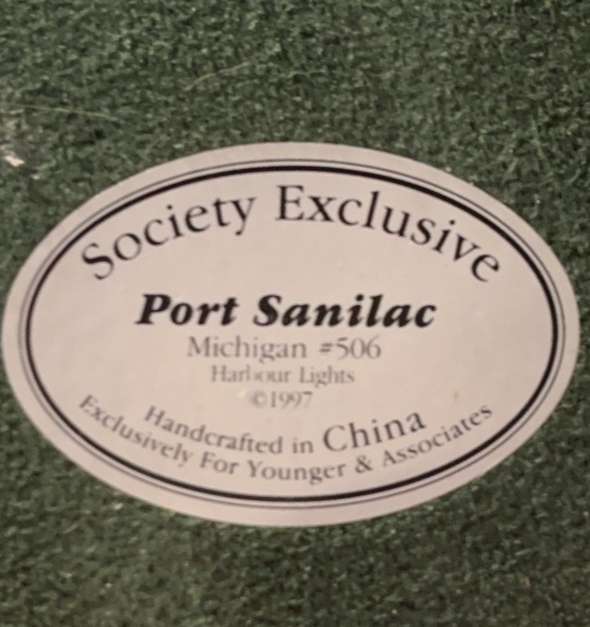 Society Exclusive
Port Sanilac
Michigan #506
Harbour Lights
©1997
Handcrafted in China
Exclusively For Younger & Associates